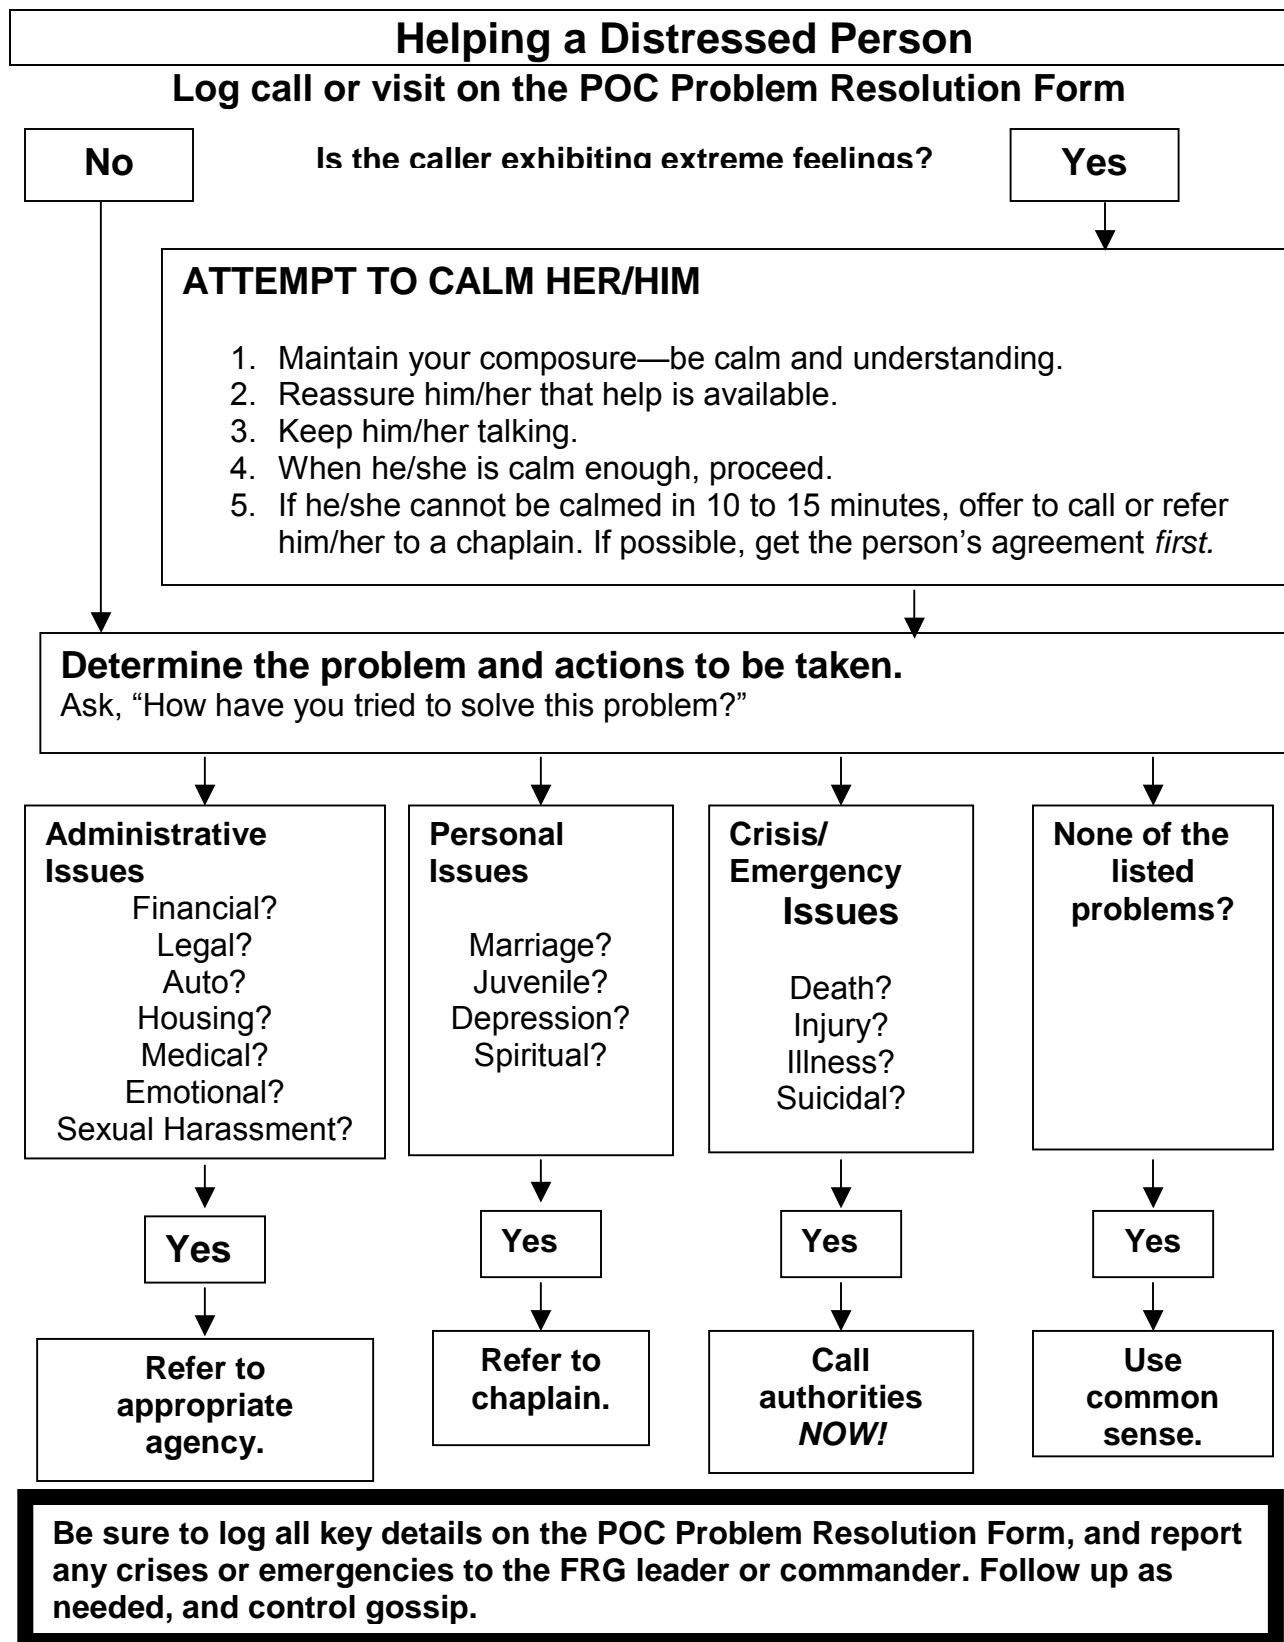 Helping a Distressed Person
Log call or visit on the POC Problem Resolution Form
No
Is the caller exhibiting extreme feelings?
Yes
ATTEMPT TO CALM HER/HIM
1. Maintain your composure—be calm and understanding.
2. Reassure him/her that help is available.
3. Keep him/her talking.
4. When he/she is calm enough, proceed.
5. If he/she cannot be calmed in 10 to 15 minutes, offer to call or refer
him/her to a chaplain. If possible, get the person’s agreement first.
Determine the problem and actions to be taken.
Ask, “How have you tried to solve this problem?”
Administrative
Issues
Financial?
Legal?
Auto?
Housing?
Medical?
Emotional?
Sexual Harassment?
Yes
Refer to
appropriate
agency.
Personal
Issues
Marriage?
Juvenile?
Depression?
Spiritual?
Yes
Refer to
chaplain.
Crisis/
Emergency
Issues
Death?
Injury?
Illness?
Suicidal?
Yes
Call
authorities
NOW!
None of the
listed
problems?
Yes
Use
common
sense.
Be sure to log all key details on the POC Problem Resolution Form, and report
any crises or emergencies to the FRG leader or commander. Follow up as
needed, and control gossip.